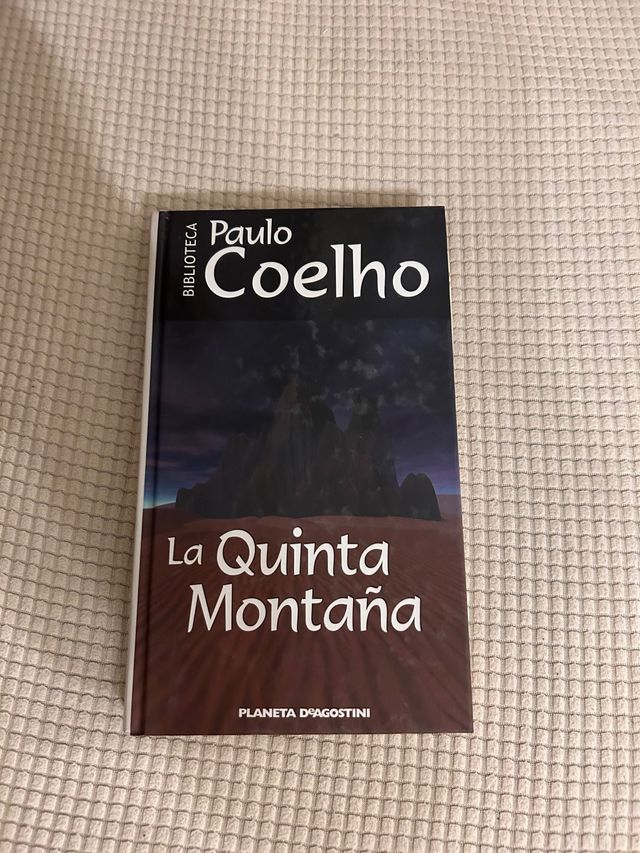 BIBLIOTECA
Paulo
Coelho
La Quinta
Montaña
PLANETA DeAGOSTINI